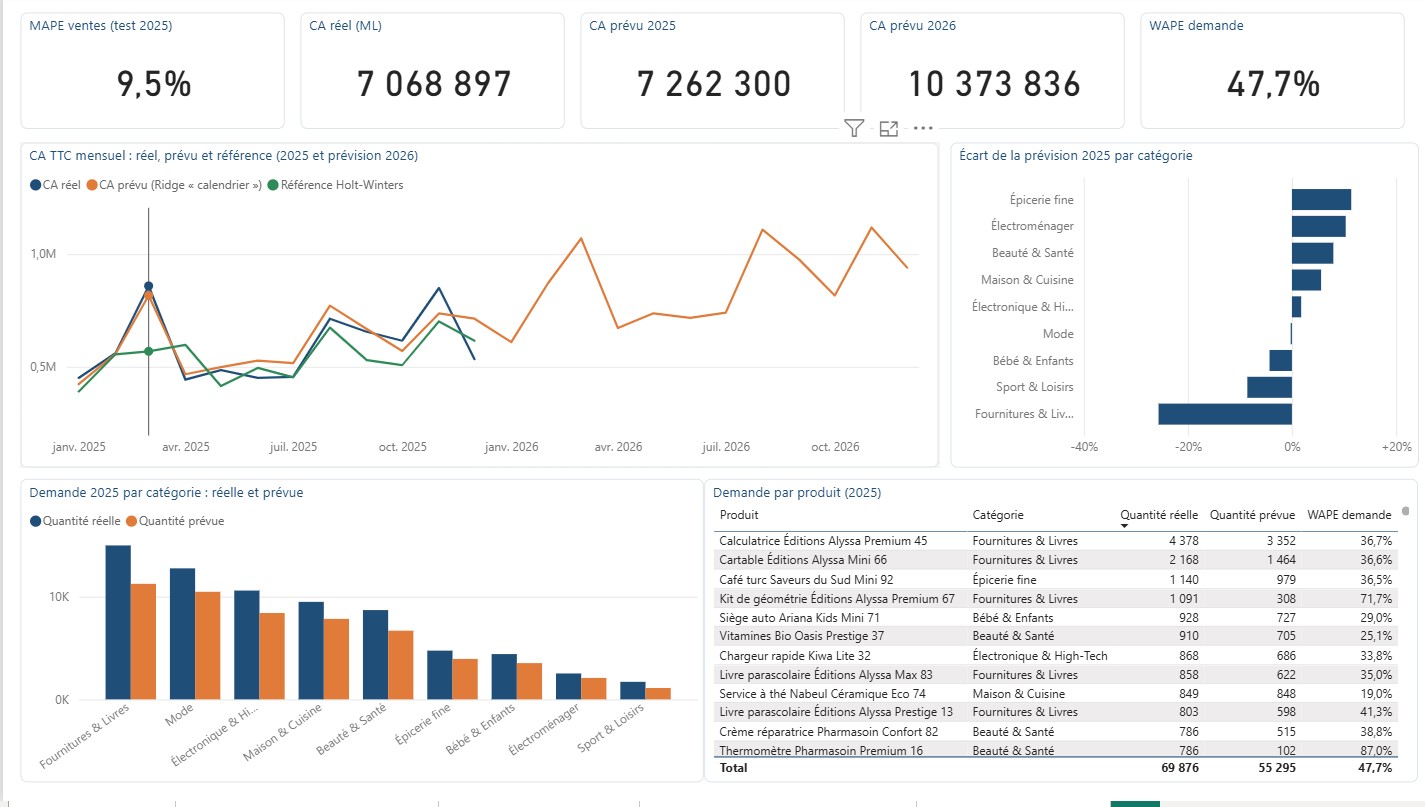 MAPE ventes (test 2025)
9,5%
CA réel (ML)
7 068 897
CA prévu 2025
7 262 300
CA prévu 2026
10 373 836
WAPE demande
47,7%
CA TTC mensuel : réel, prévu et référence (2025 et prévision 2026)
CA réel CA prévu (Ridge « calendrier ») Référence Holt-Winters
1,0M
0,5M
janv. 2025 avr. 2025 juil. 2025 oct. 2025 janv. 2026 avr. 2026 juil. 2026 oct. 2026
Écart de la prévision 2025 par catégorie
Épicerie fine
Électroménager
Beauté & Santé
Maison & Cuisine
Électronique & Hi...
Mode
Bébé & Enfants
Sport & Loisirs
Fournitures & Liv...
-40% -20% 0% +20%
Demande 2025 par catégorie : réelle et prévue
Quantité réelle Quantité prévue
10K
0K
Fournitures & Livres
Mode
Électronique & Hi...
Maison & Cuisine
Beauté & Santé
Épicerie fine
Bébé & Enfants
Électroménager
Sport & Loisirs
Demande par produit (2025)
Produit Catégorie Quantité réelle Quantité prévue WAPE demande
Calculatrice Éditions Alyssa Premium 45 Fournitures & Livres 4 378 3 352 36,7%
Cartable Éditions Alyssa Mini 66 Fournitures & Livres 2 168 1 464 36,6%
Café turc Saveurs du Sud Mini 92 Épicerie fine 1 140 979 36,5%
Kit de géométrie Éditions Alyssa Premium 67 Fournitures & Livres 1 091 308 71,7%
Siège auto Ariana Kids Mini 71 Bébé & Enfants 928 727 29,0%
Vitamines Bio Oasis Prestige 37 Beauté & Santé 910 705 25,1%
Chargeur rapide Kiwa Lite 32 Électronique & High-Tech 868 686 33,8%
Livre parascolaire Éditions Alyssa Max 83 Fournitures & Livres 858 622 35,0%
Service à thé Nabeul Céramique Eco 74 Maison & Cuisine 849 848 19,0%
Livre parascolaire Éditions Alyssa Prestige 13 Fournitures & Livres 803 598 41,3%
Crème réparatrice Pharmasoin Confort 82 Beauté & Santé 786 515 38,8%
Thermomètre Pharmasoin Premium 16 Beauté & Santé 786 102 87,0%
Total 69 876 55 295 47,7%